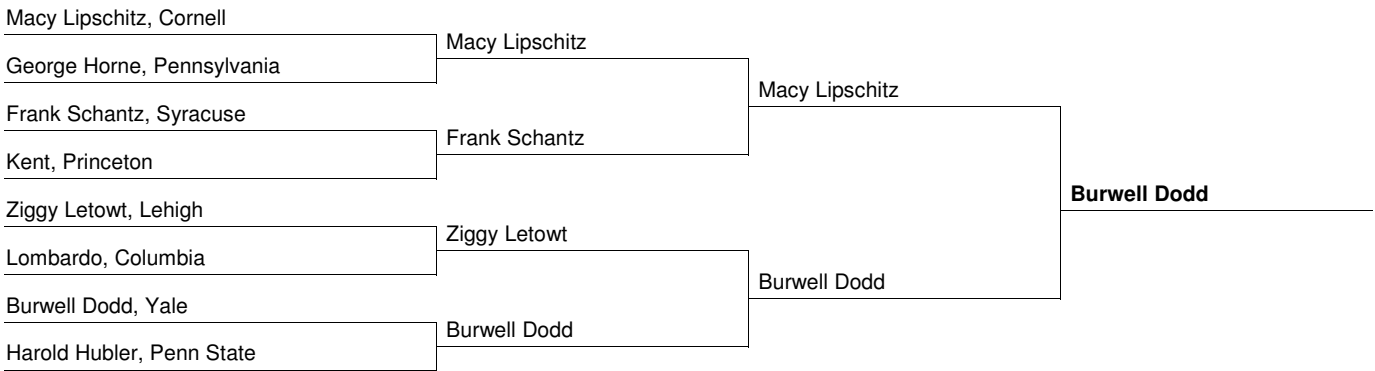 Macy Lipschitz, Cornell
George Horne, Pennsylvania
Frank Schantz, Syracuse
Kent, Princeton
Ziggy Letowt, Lehigh
Lombardo, Columbia
Burwell Dodd, Yale
Harold Hubler, Penn State
Macy Lipschitz
Frank Schantz
Ziggy Letowt
Burwell Dodd
Macy Lipschitz
Burwell Dodd
Burwell Dodd